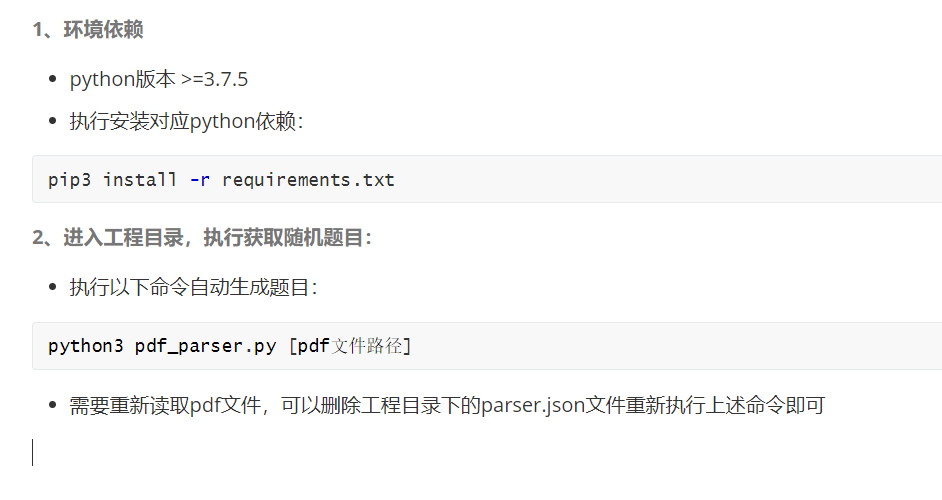 1、环境依赖
python版本 >=3.7.5
执行安装对应python依赖：
pip3 install -r requirements.txt
2、进入工程目录，执行获取随机题目：
执行以下命令自动生成题目：
python3 pdf_parser.py [pdf文件路径]
需要重新读取pdf文件，可以删除工程目录下的parser.json文件重新执行上述命令即可